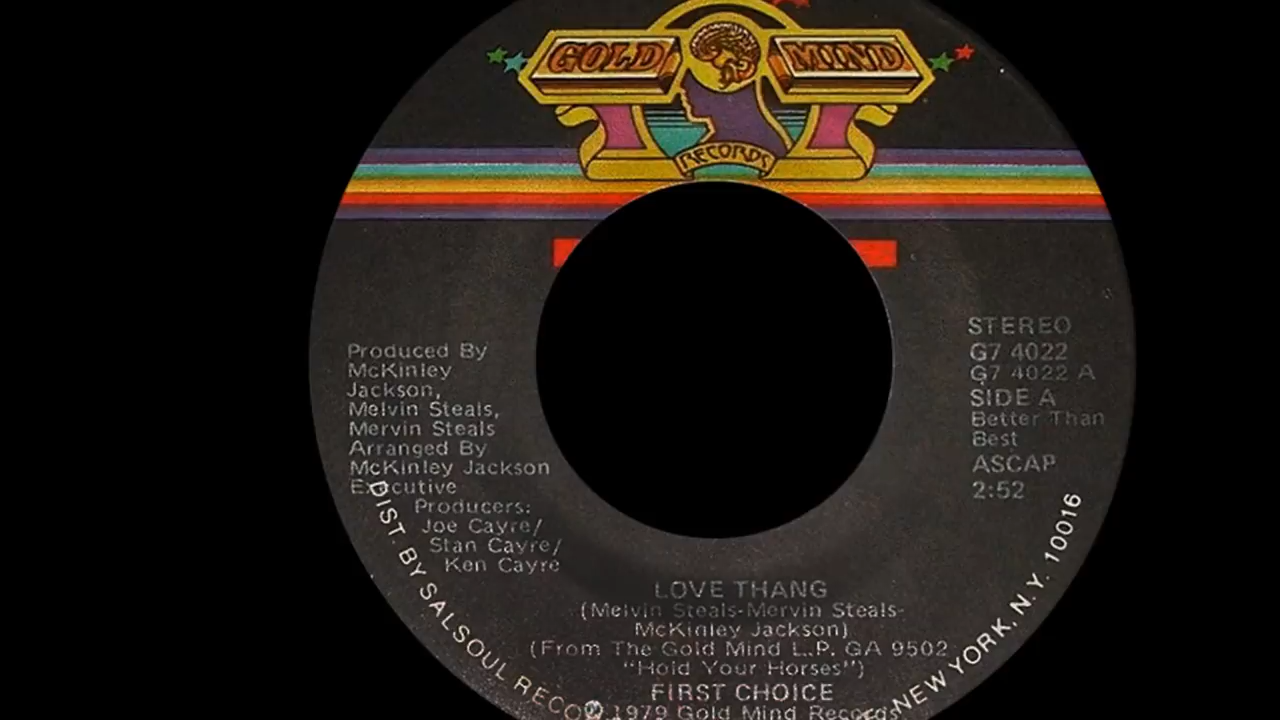 GOLD MIND
RECORDS
Produced By
McKinley
Jackson,
Melvin Steals,
Mervin Steals
Arranged By
McKinley Jackson
Executive
Producers:
Joe Cayre/
Stan Cayre/
Ken Cayre
STEREO
G7 4022
G7 4022 A
SIDE A
Better Than
Best
ASCAP
2:52
LOVE THANG
(Melvin Steals-Mervin Steals-
McKinley Jackson)
(From The Gold Mind L.P. GA 9502
"Hold Your Horses")
FIRST CHOICE
℗ 1979 Gold Mind Records
DIST. BY SALSOUL
NEW YORK, N.Y. 10016